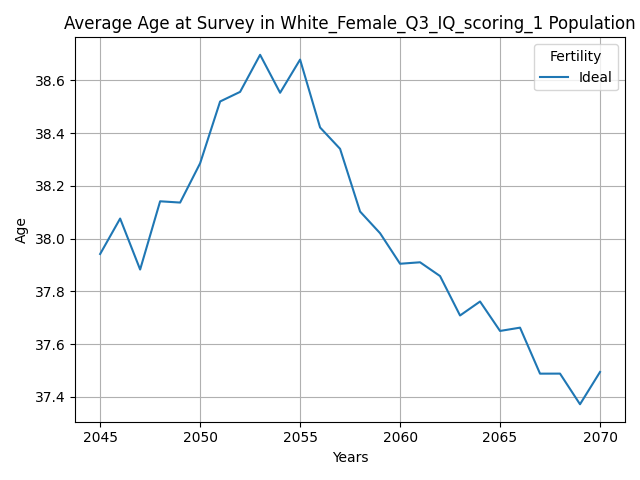 Average Age at Survey in White_Female_Q3_IQ_scoring_1 Population
Fertility
Ideal
38.6
38.4
38.2
38.0
37.8
37.6
37.4
Age
2045 2050 2055 2060 2065 2070
Years